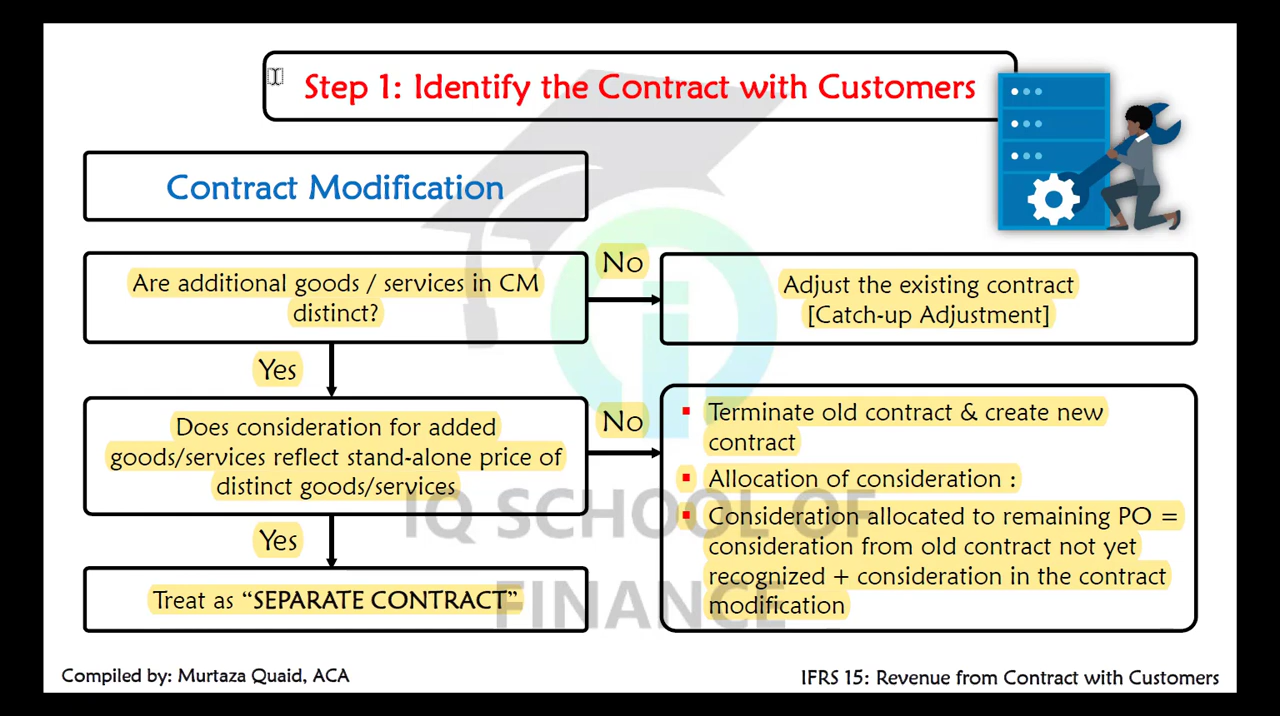 Step 1: Identify the Contract with Customers
Contract Modification
Are additional goods / services in CM
distinct?
No
Adjust the existing contract
[Catch-up Adjustment]
Yes
Does consideration for added
goods/services reflect stand-alone price of
distinct goods/services
No
▪ Terminate old contract & create new
contract
▪ Allocation of consideration :
▪ Consideration allocated to remaining PO =
consideration from old contract not yet
recognized + consideration in the contract
modification
Yes
Treat as “SEPARATE CONTRACT”
IQ SCHOOL OF
FINANCE
Compiled by: Murtaza Quaid, ACA
IFRS 15: Revenue from Contract with Customers